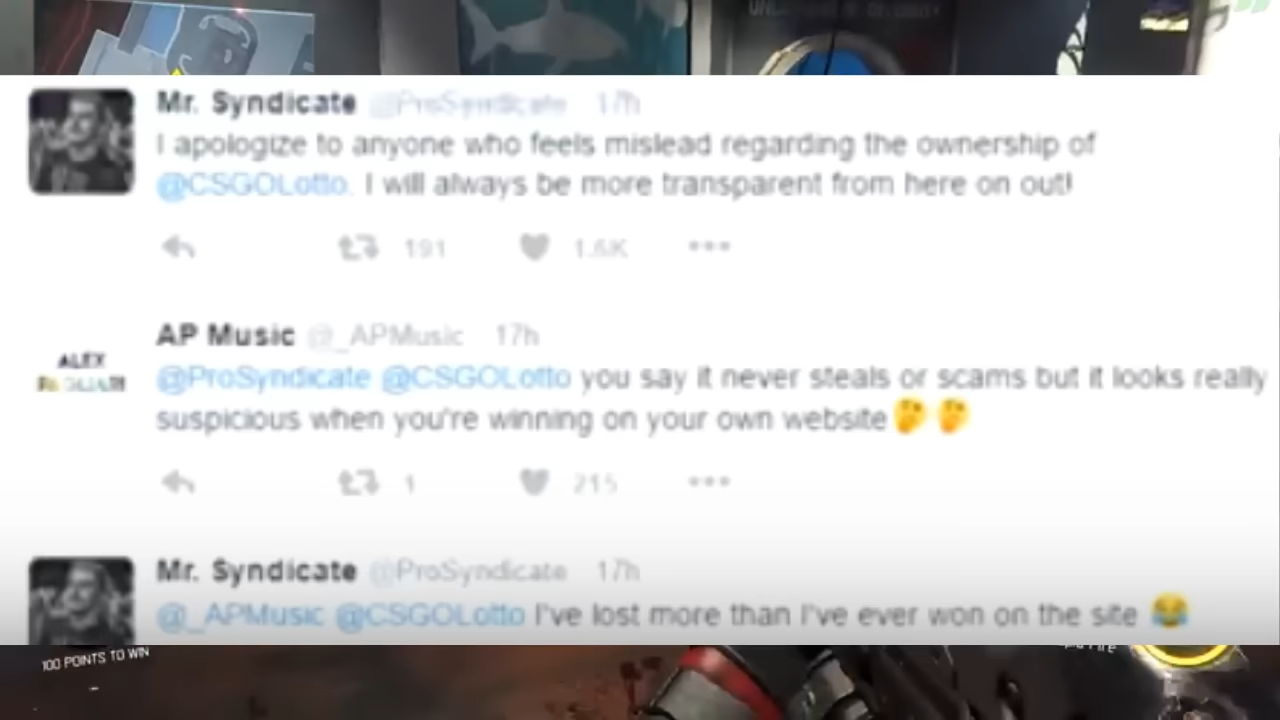 Mr. Syndicate @ProSyndicate 17h
I apologize to anyone who feels mislead regarding the ownership of
@CSGOLotto. I will always be more transparent from here on out!
191 1.6K
AP Music @_APMusic 17h
ALEX
@ProSyndicate @CSGOLotto you say it never steals or scams but it looks really
suspicious when you're winning on your own website🤔🤔
1 215
Mr. Syndicate @ProSyndicate 17h
@_APMusic @CSGOLotto I've lost more than I've ever won on the site 😂
100 POINTS TO WIN